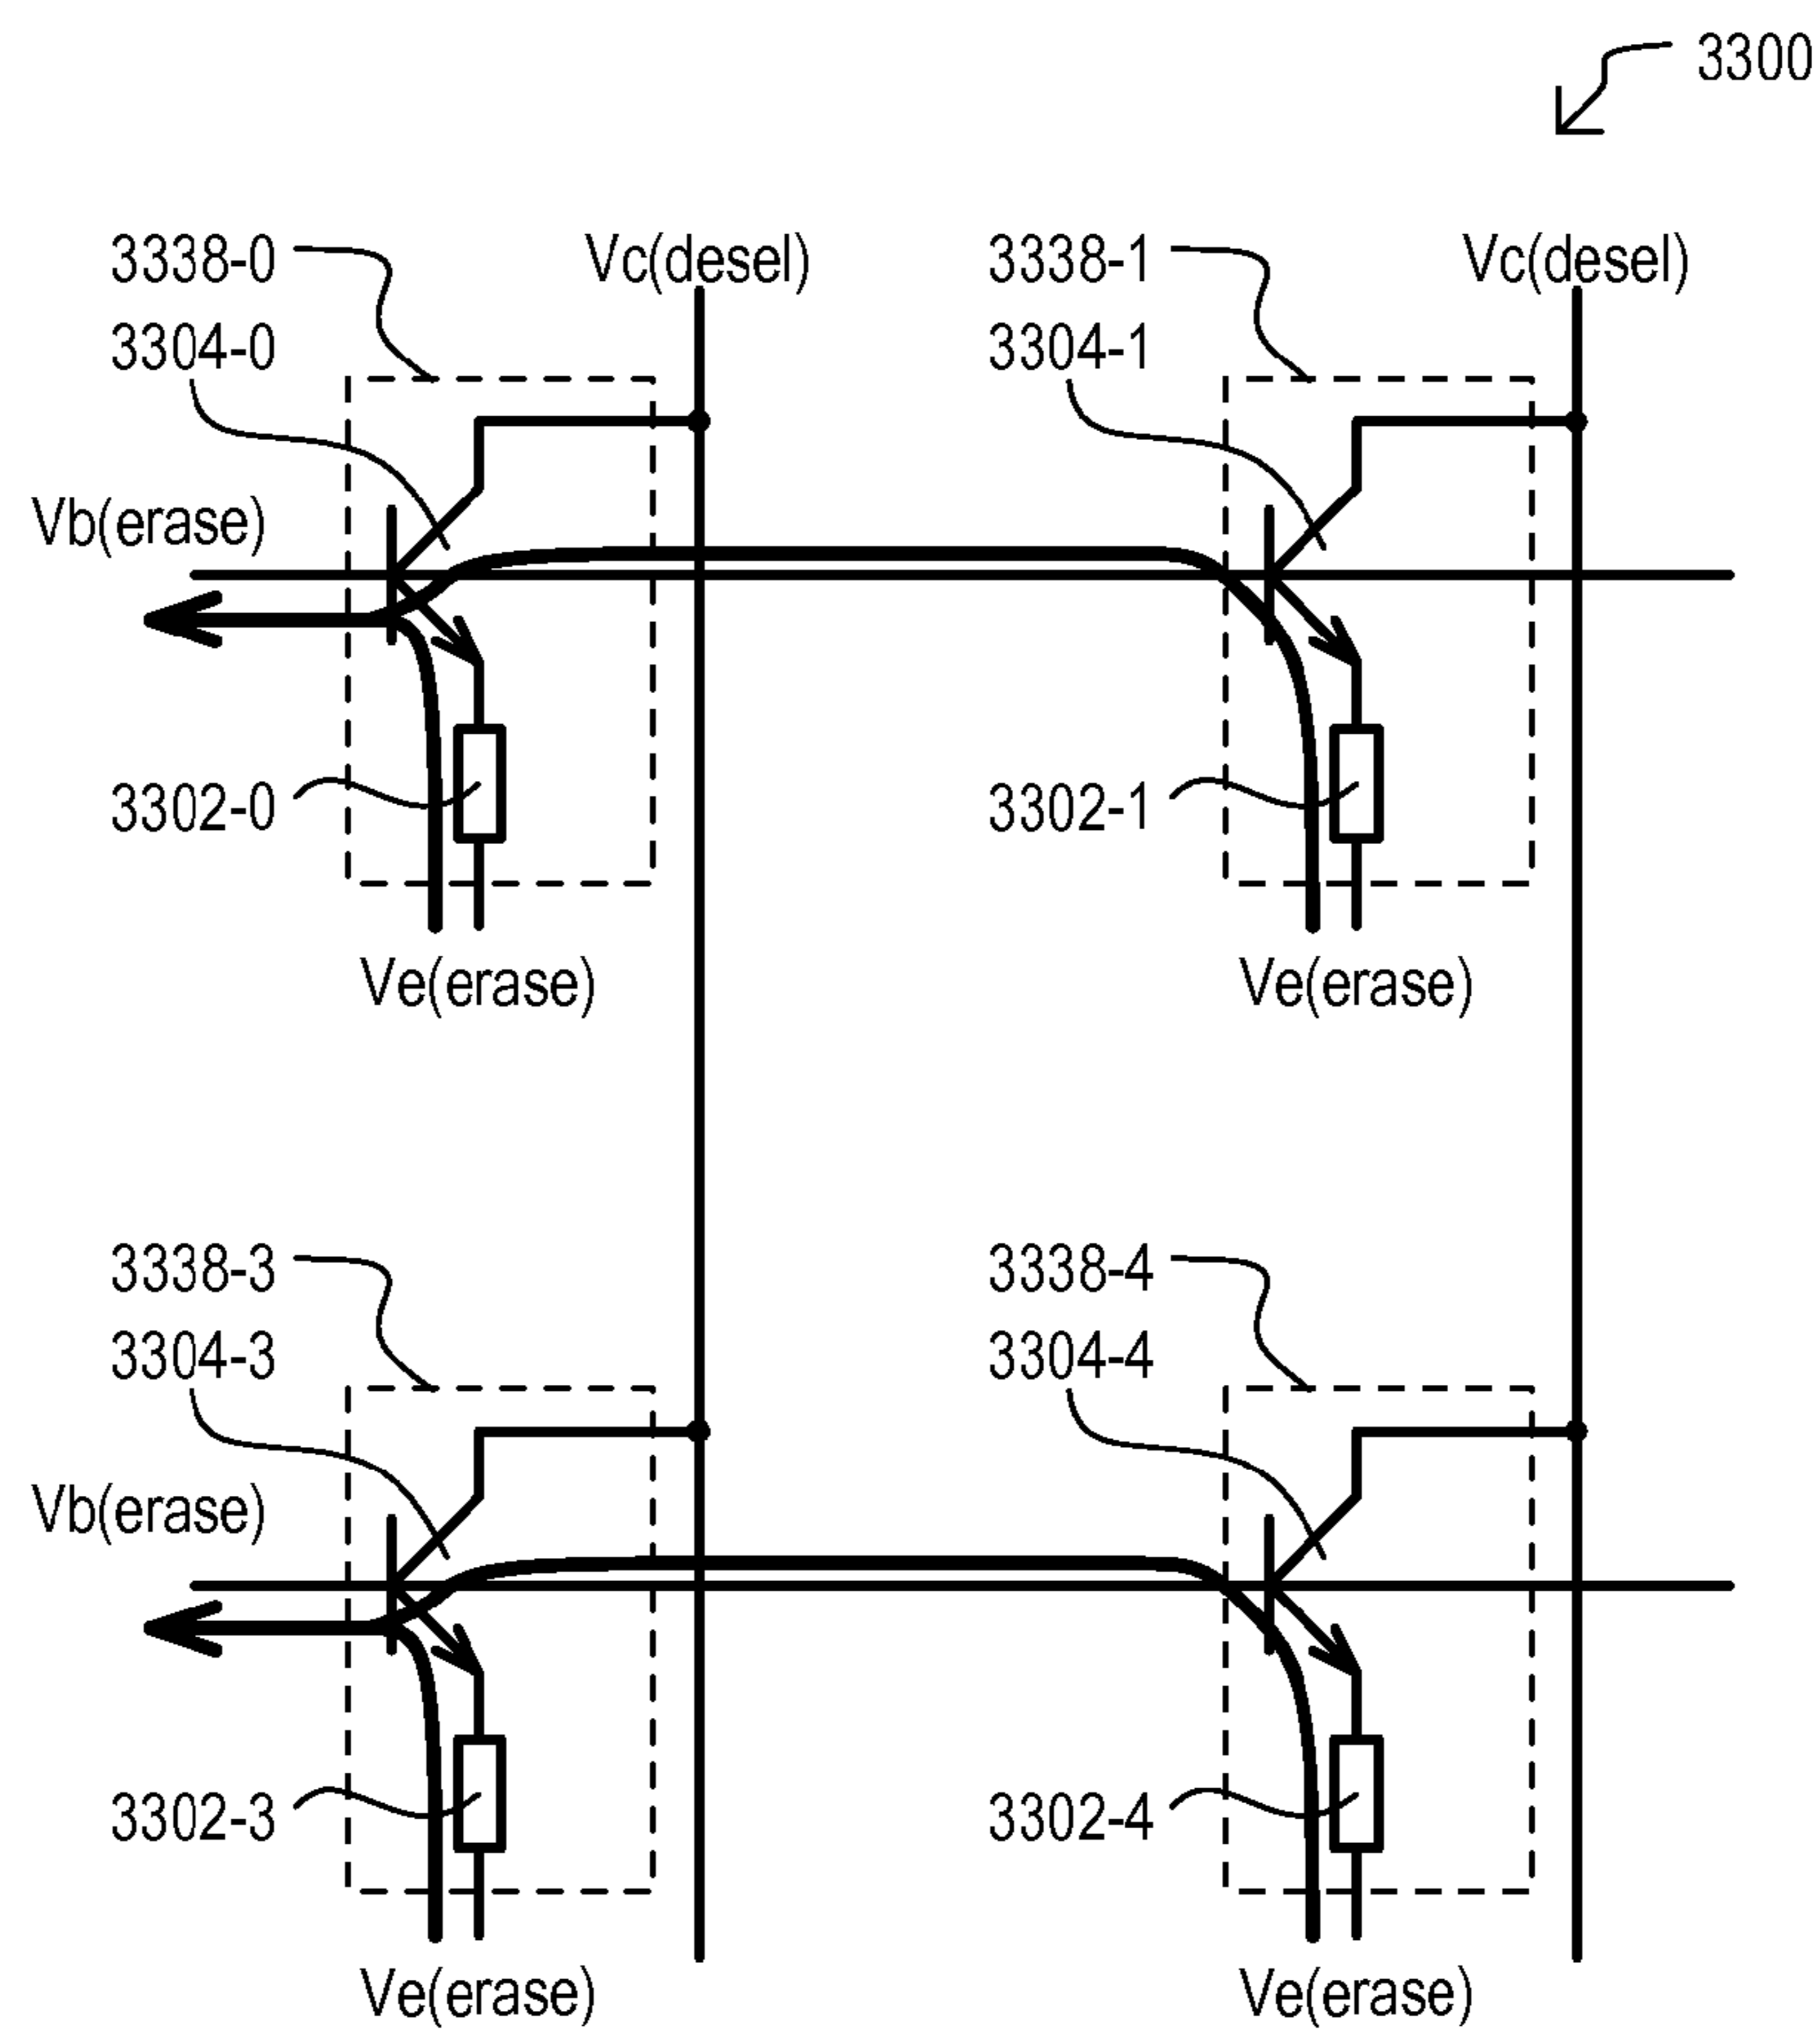 3300
3338-0 Vc(desel) 3338-1 Vc(desel)
3304-0 3304-1
Vb(erase)
3302-0 3302-1
Ve(erase) Ve(erase)
3338-3 3338-4
3304-3 3304-4
Vb(erase)
3302-3 3302-4
Ve(erase) Ve(erase)